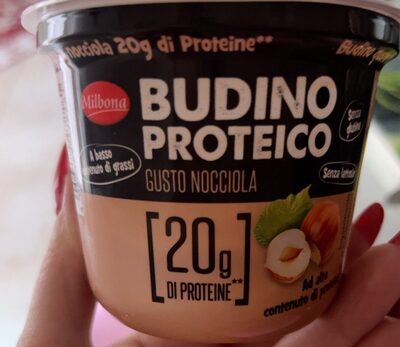 nocciola 20g di Proteine**
Budino
Milbona
BUDINO
PROTEICO
GUSTO NOCCIOLA
A basso
contenuto di grassi
Senza
glutine
Senza lattosio
[20g]
DI PROTEINE**
Ad alto
contenuto di